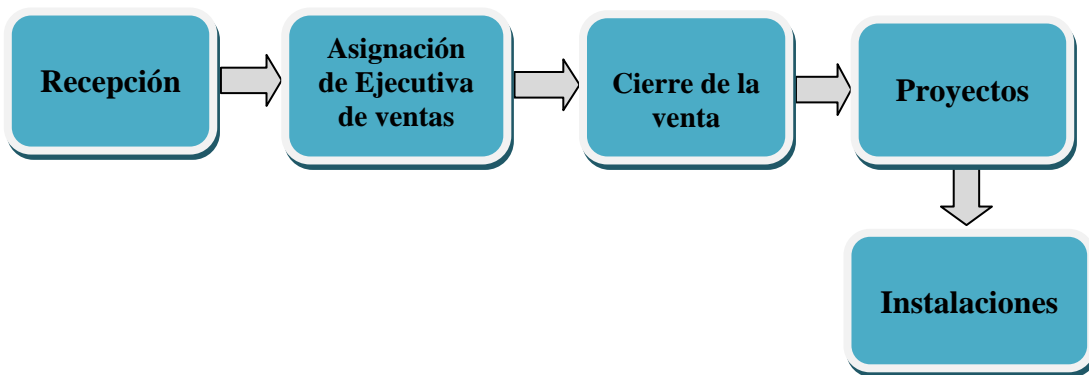 Recepción
Asignación
de Ejecutiva
de ventas
Cierre de la
venta
Proyectos
Instalaciones